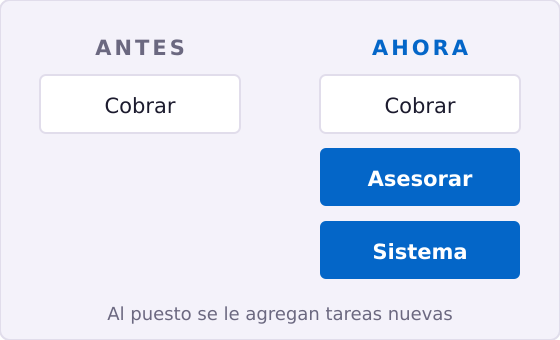 ANTES
Cobrar
AHORA
Cobrar
Asesorar
Sistema
Al puesto se le agregan tareas nuevas